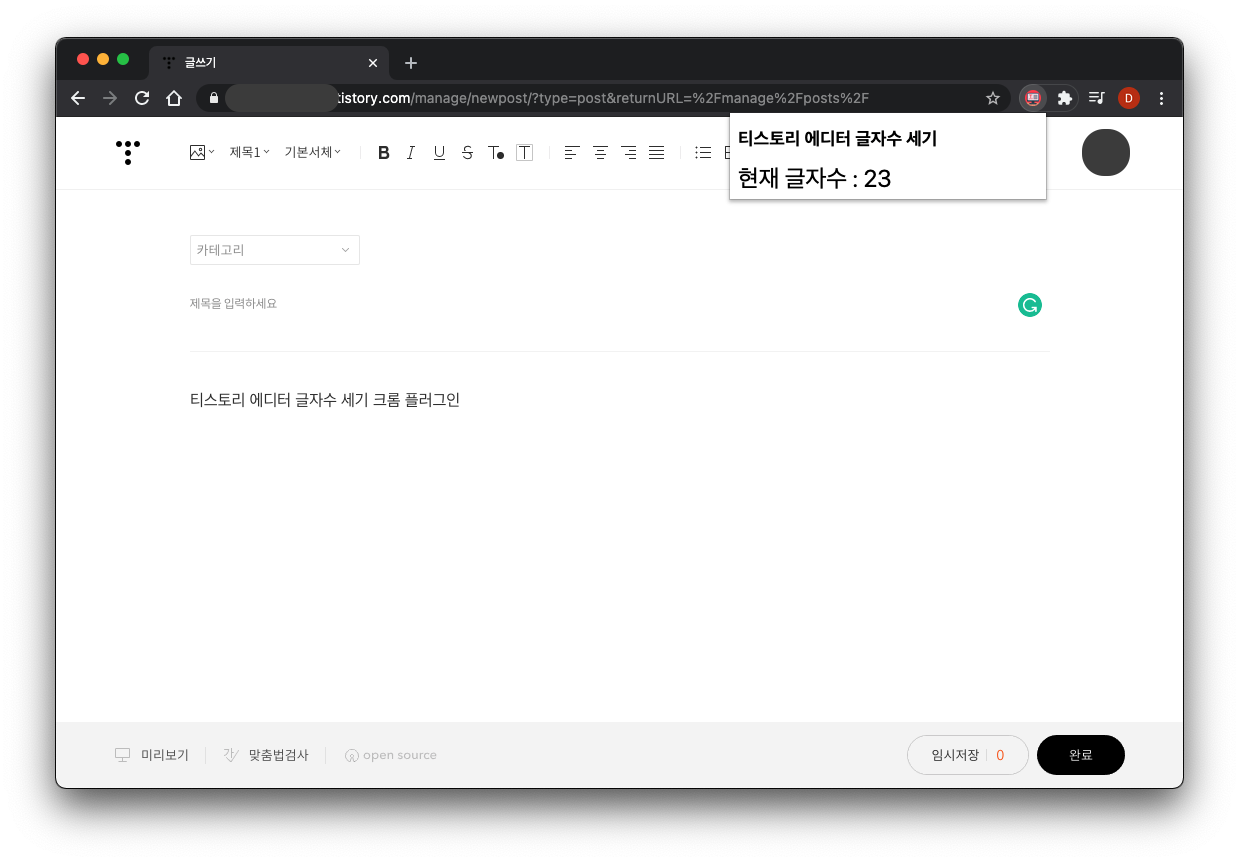 글쓰기
tistory.com/manage/newpost/?type=post&returnURL=%2Fmanage%2Fposts%2F
D
티스토리 에디터 글자수 세기
현재 글자수 : 23
제목1 기본서체 B I U S T T
카테고리
제목을 입력하세요
티스토리 에디터 글자수 세기 크롬 플러그인
미리보기 맞춤법검사 open source 임시저장 0 완료